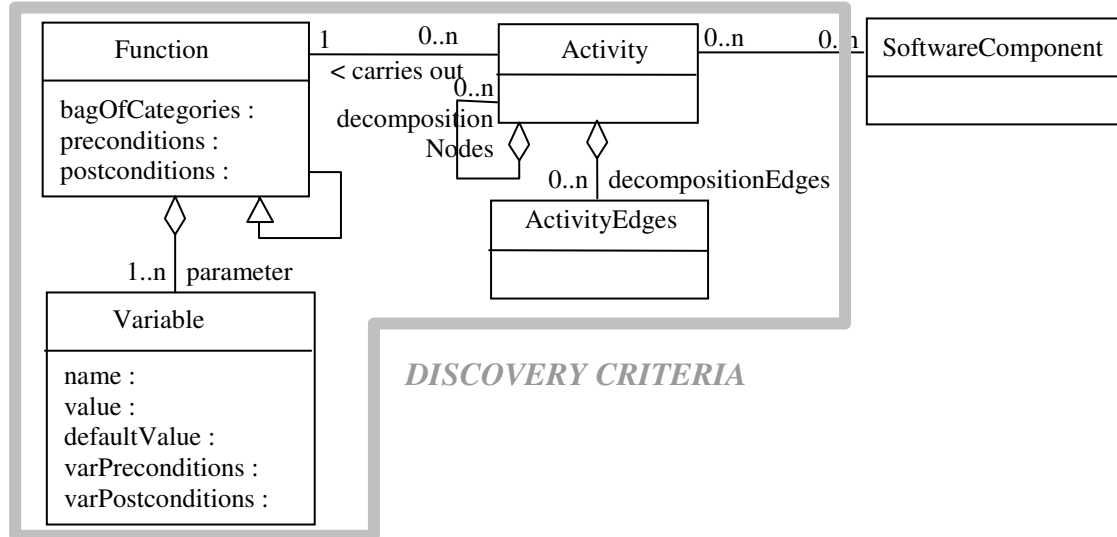 Function
bagOfCategories :
preconditions :
postconditions :
1
0..n
< carries out
Activity
0..n
0..n
SoftwareComponent
0..n
decomposition
Nodes
0..n
decompositionEdges
ActivityEdges
1..n
parameter
Variable
name :
value :
defaultValue :
varPreconditions :
varPostconditions :
DISCOVERY CRITERIA